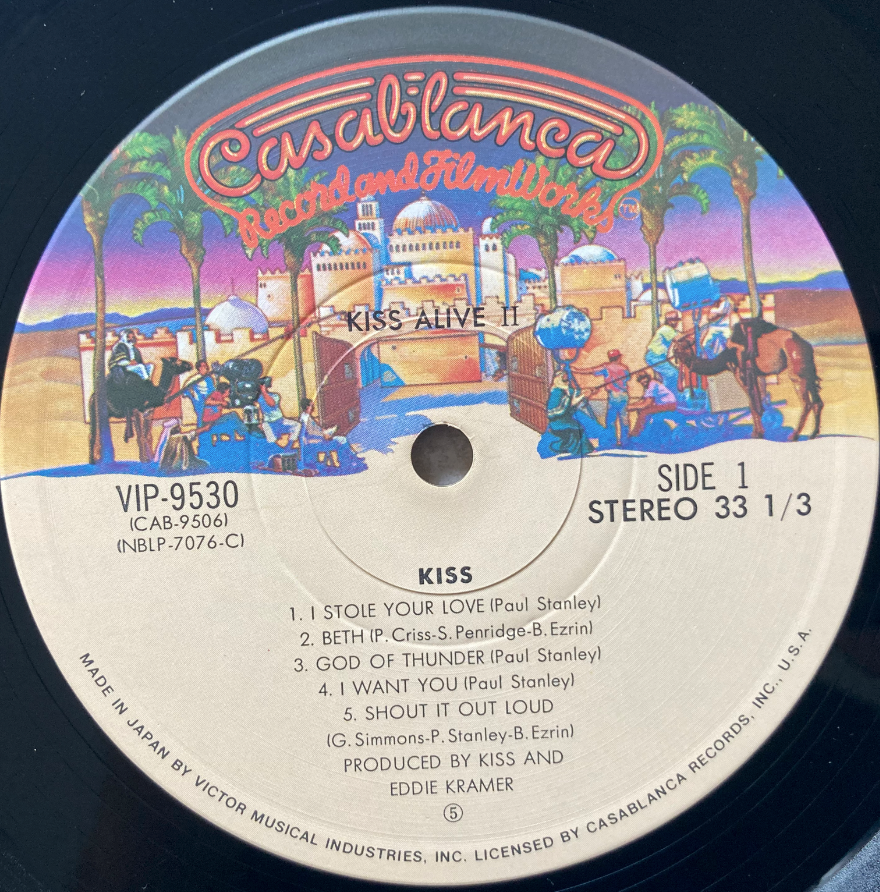 Casablanca
Record and FilmWorks TM
KISS ALIVE II
VIP-9530
(CAB-9506)
(NBLP-7076-C)
SIDE 1
STEREO 33 1/3
KISS
1. I STOLE YOUR LOVE (Paul Stanley)
2. BETH (P. Criss-S. Penridge-B. Ezrin)
3. GOD OF THUNDER (Paul Stanley)
4. I WANT YOU (Paul Stanley)
5. SHOUT IT OUT LOUD
(G. Simmons-P. Stanley-B. Ezrin)
PRODUCED BY KISS AND
EDDIE KRAMER
⑤
MADE IN JAPAN BY VICTOR MUSICAL INDUSTRIES, INC. LICENSED BY CASABLANCA RECORDS, INC., U.S.A.